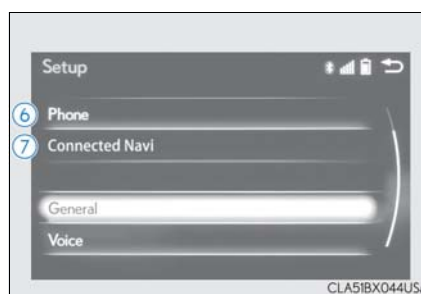 Setup
6 Phone
7 Connected Navi
General
Voice
CLA51BX044US